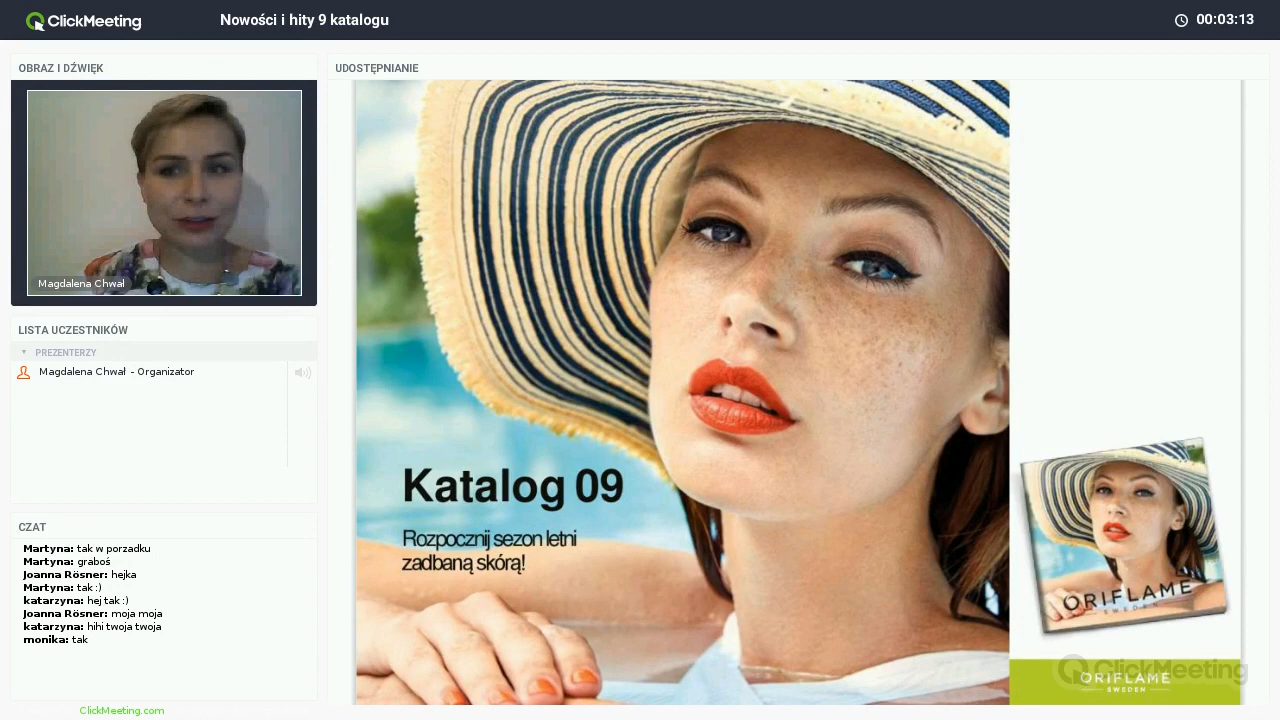 ClickMeeting
Nowości i hity 9 katalogu
00:03:13
OBRAZ I DŹWIĘK
Magdalena Chwał
LISTA UCZESTNIKÓW
PREZENTERZY
Magdalena Chwał - Organizator
CZAT
Martyna: tak w porzadku
Martyna: graboś
Joanna Rösner: hejka
Martyna: tak :)
katarzyna: hej tak :)
Joanna Rösner: moja moja
katarzyna: hihi twoja twoja
monika: tak
ClickMeeting.com
UDOSTĘPNIANIE
Katalog 09
Rozpocznij sezon letni
zadbaną skórą!
ORIFLAME
SWEDEN
ClickMeeting
ORIFLAME
SWEDEN